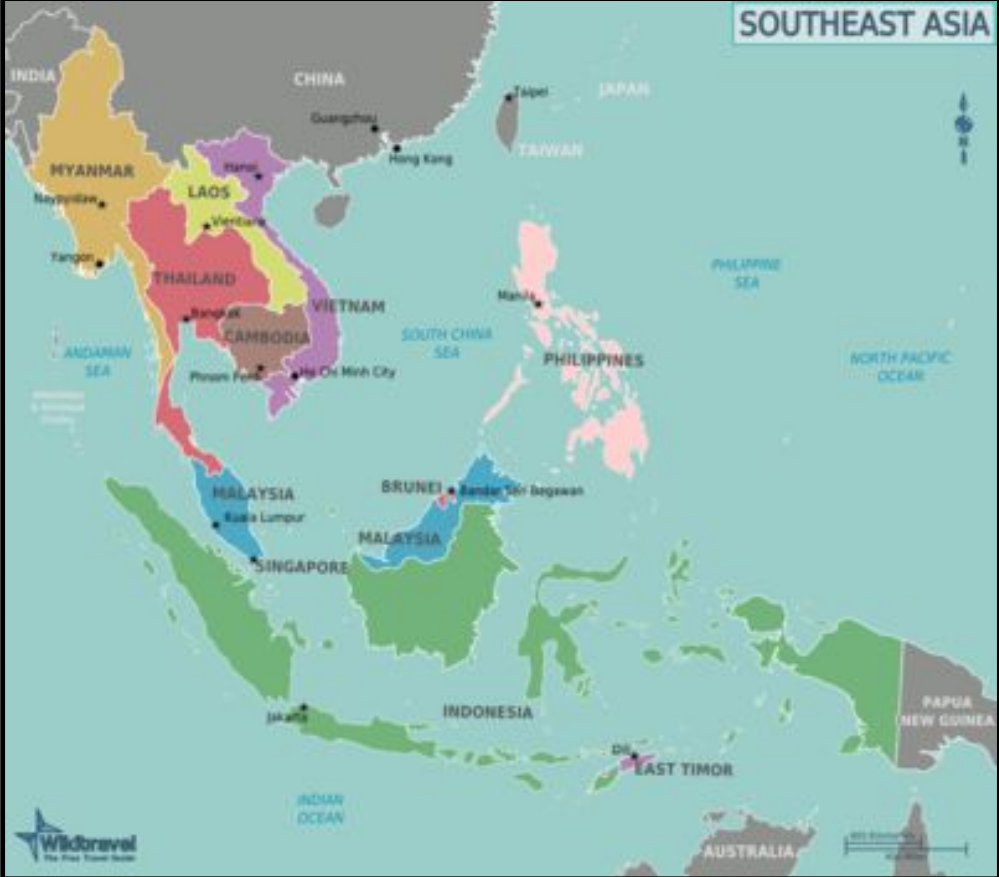 SOUTHEAST ASIA
INDIA
CHINA
JAPAN
Taipei
Guangzhou
Hong Kong
TAIWAN
MYANMAR
Hanoi
LAOS
Naypyidaw
Vientiane
Yangon
THAILAND
PHILIPPINE
SEA
Manila
VIETNAM
Bangkok
CAMBODIA
SOUTH CHINA
SEA
ANDAMAN
SEA
PHILIPPINES
NORTH PACIFIC
OCEAN
Phnom Penh
Ho Chi Minh City
MALAYSIA
BRUNEI
Bandar Seri Begawan
Kuala Lumpur
MALAYSIA
SINGAPORE
INDONESIA
Jakarta
PAPUA
NEW GUINEA
Dili
EAST TIMOR
INDIAN
OCEAN
The Free Travel Guide
AUSTRALIA